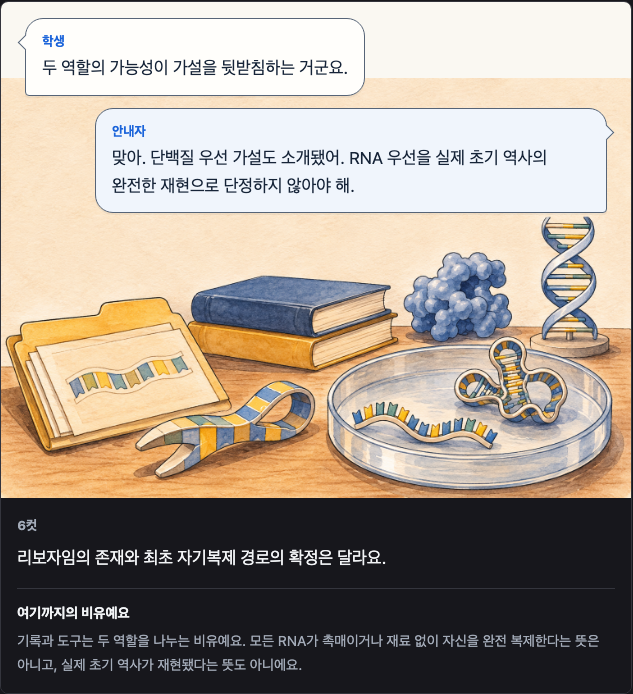 학생
두 역할의 가능성이 가설을 뒷받침하는 거군요.
안내자
맞아. 단백질 우선 가설도 소개됐어. RNA 우선을 실제 초기 역사의
완전한 재현으로 단정하지 않아야 해.
6컷
리보자임의 존재와 최초 자기복제 경로의 확정은 달라요.
여기까지의 비유예요
기록과 도구는 두 역할을 나누는 비유예요. 모든 RNA가 촉매이거나 재료 없이 자신을 완전 복제한다는 뜻은
아니고, 실제 초기 역사가 재현됐다는 뜻도 아니에요.